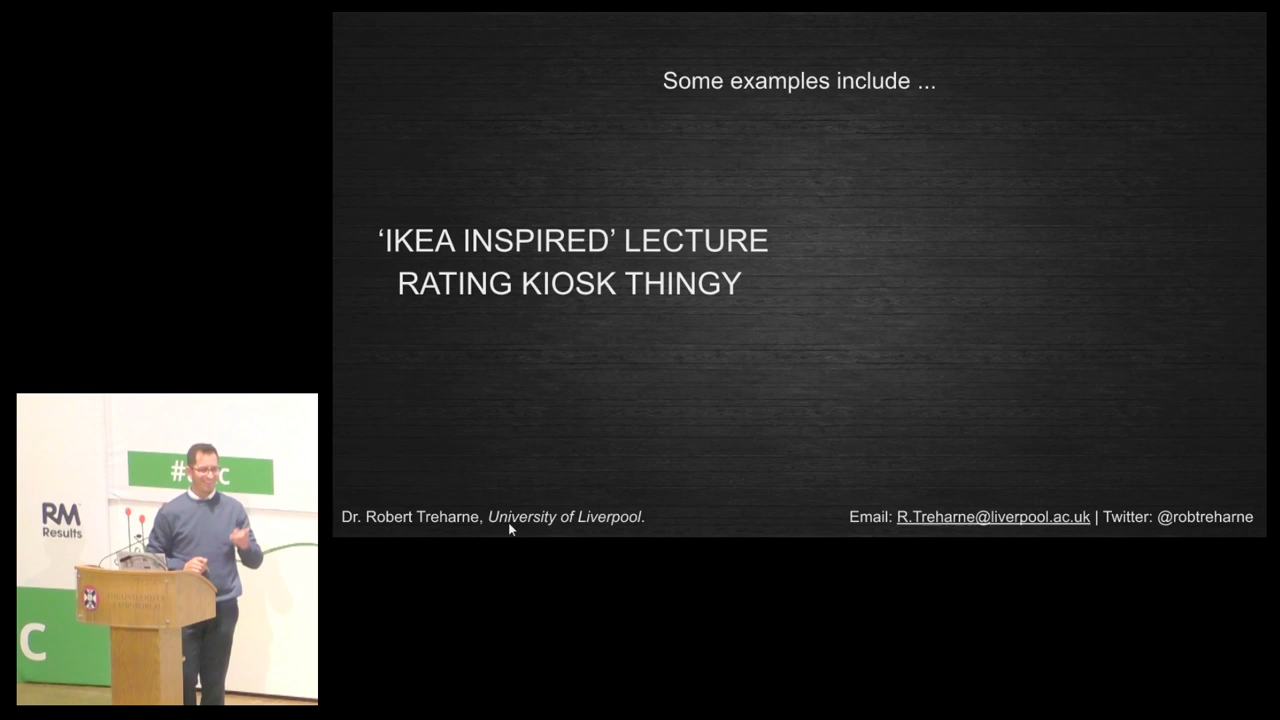 Some examples include ...
‘IKEA INSPIRED’ LECTURE
RATING KIOSK THINGY
Dr. Robert Treharne, University of Liverpool.
Email: R.Treharne@liverpool.ac.uk | Twitter: @robtreharne
RM
Results
C